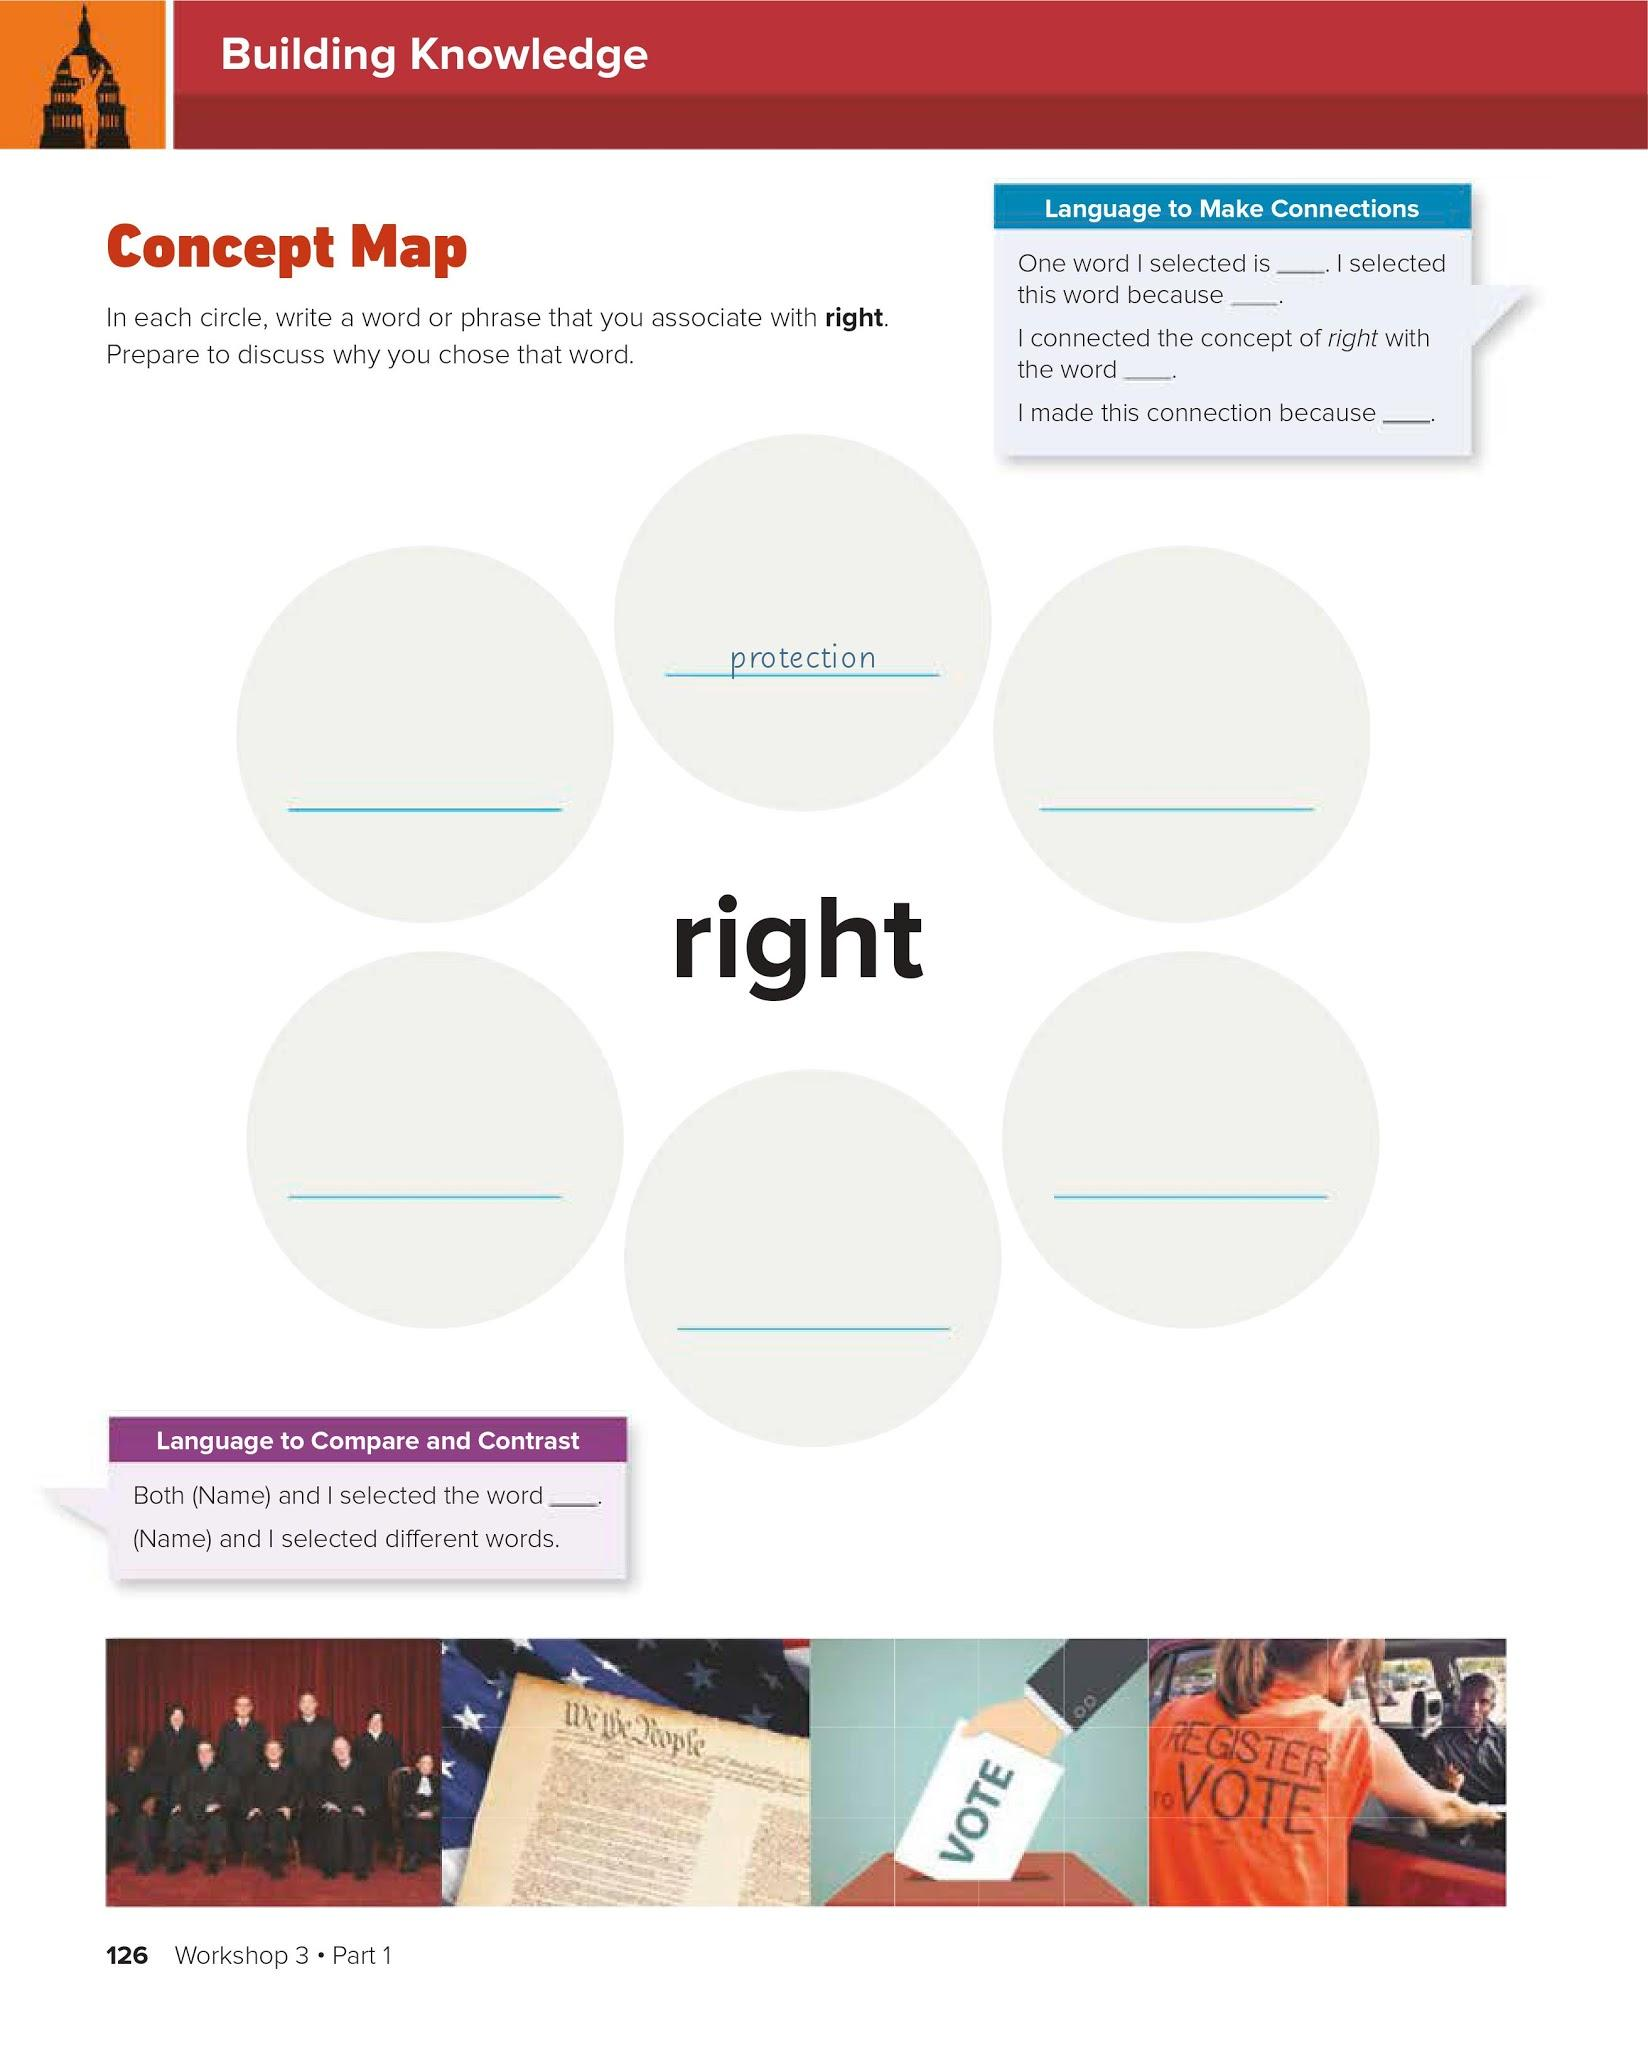 Building Knowledge
Concept Map
In each circle, write a word or phrase that you associate with right.
Prepare to discuss why you chose that word.
Language to Make Connections
One word I selected is ____. I selected
this word because ____.
I connected the concept of right with
the word ____.
I made this connection because ____.
protection
right
Language to Compare and Contrast
Both (Name) and I selected the word ____.
(Name) and I selected different words.
We the People
VOTE
REGISTER
TO VOTE
126 Workshop 3 • Part 1